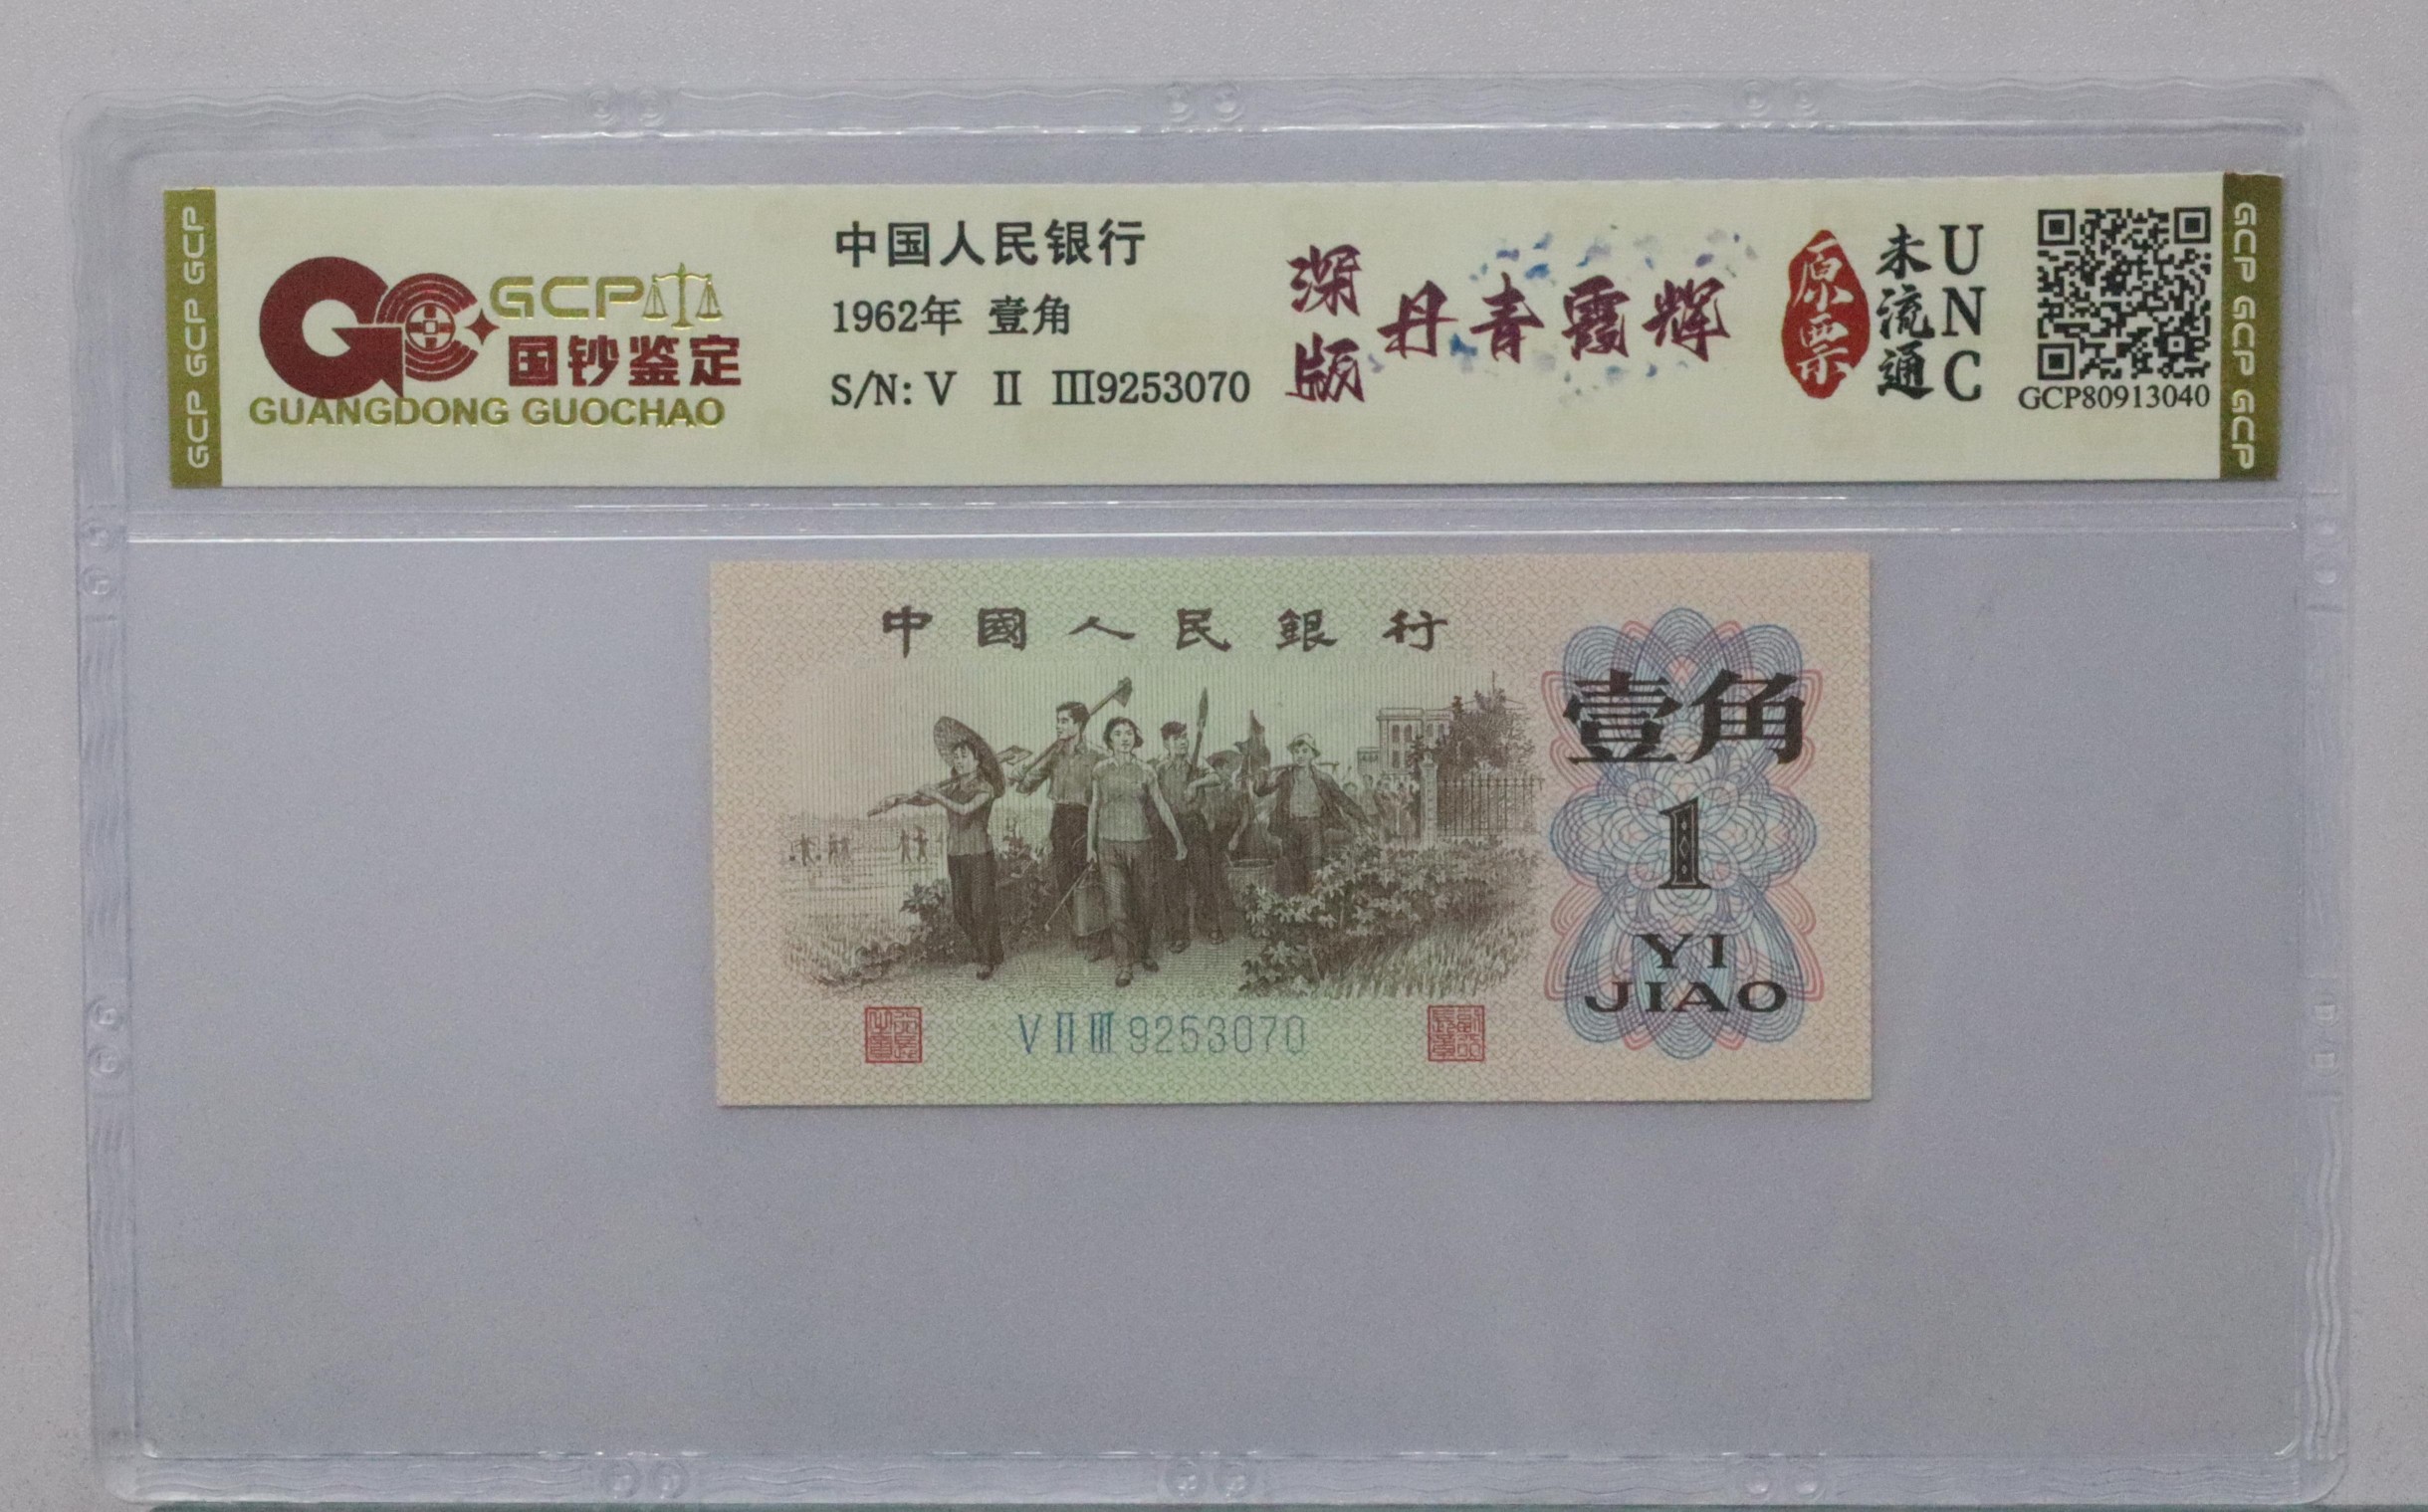 GCP GCP GCP
GCP
国钞鉴定
GUANGDONG GUOCHAO
中国人民银行
1962年 壹角
S/N: V II III9253070
深版
丹青霞辉
原票
未流通
UNC
GCP80913040
GCP GCP GCP
中國人民銀行
壹角
1
YI
JIAO
V II III 9253070